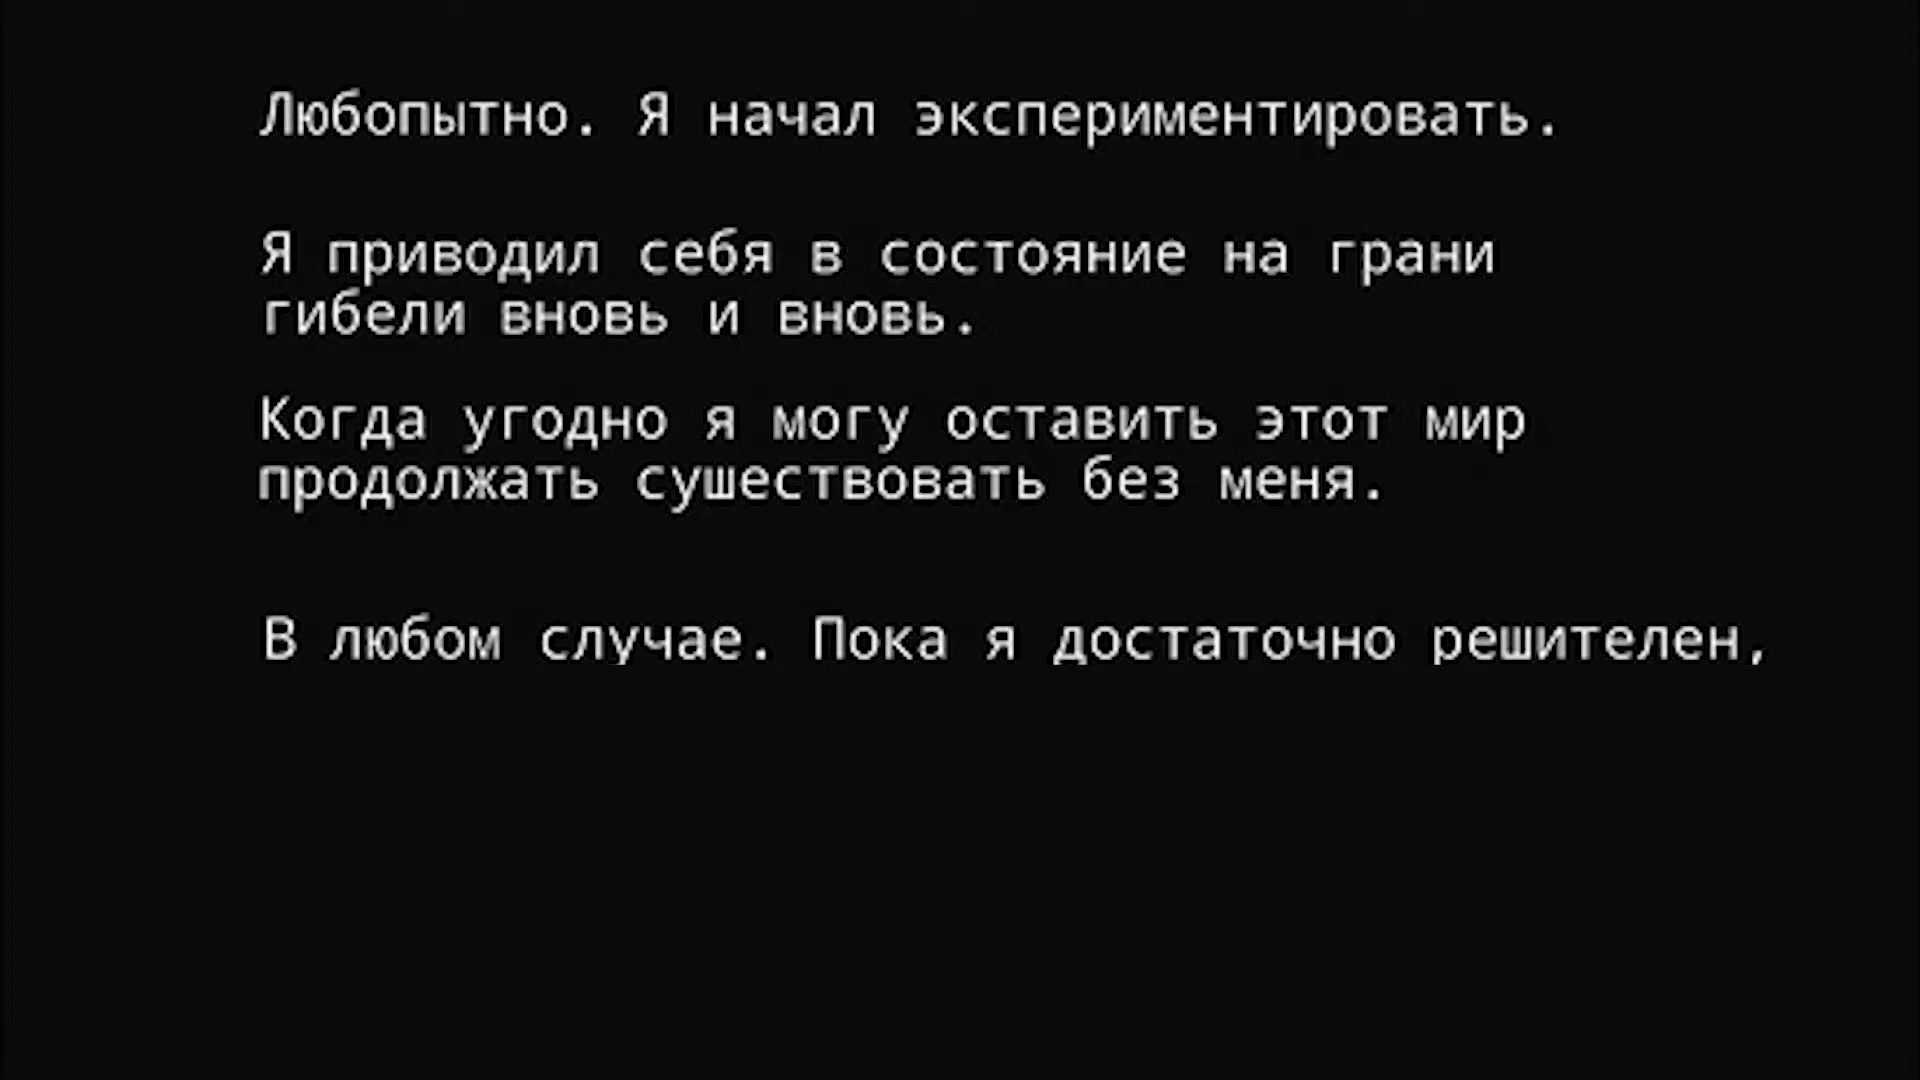 Любопытно. Я начал экспериментировать.
Я приводил себя в состояние на грани
гибели вновь и вновь.
Когда угодно я могу оставить этот мир
продолжать сушествовать без меня.
В любом случае. Пока я достаточно решителен,